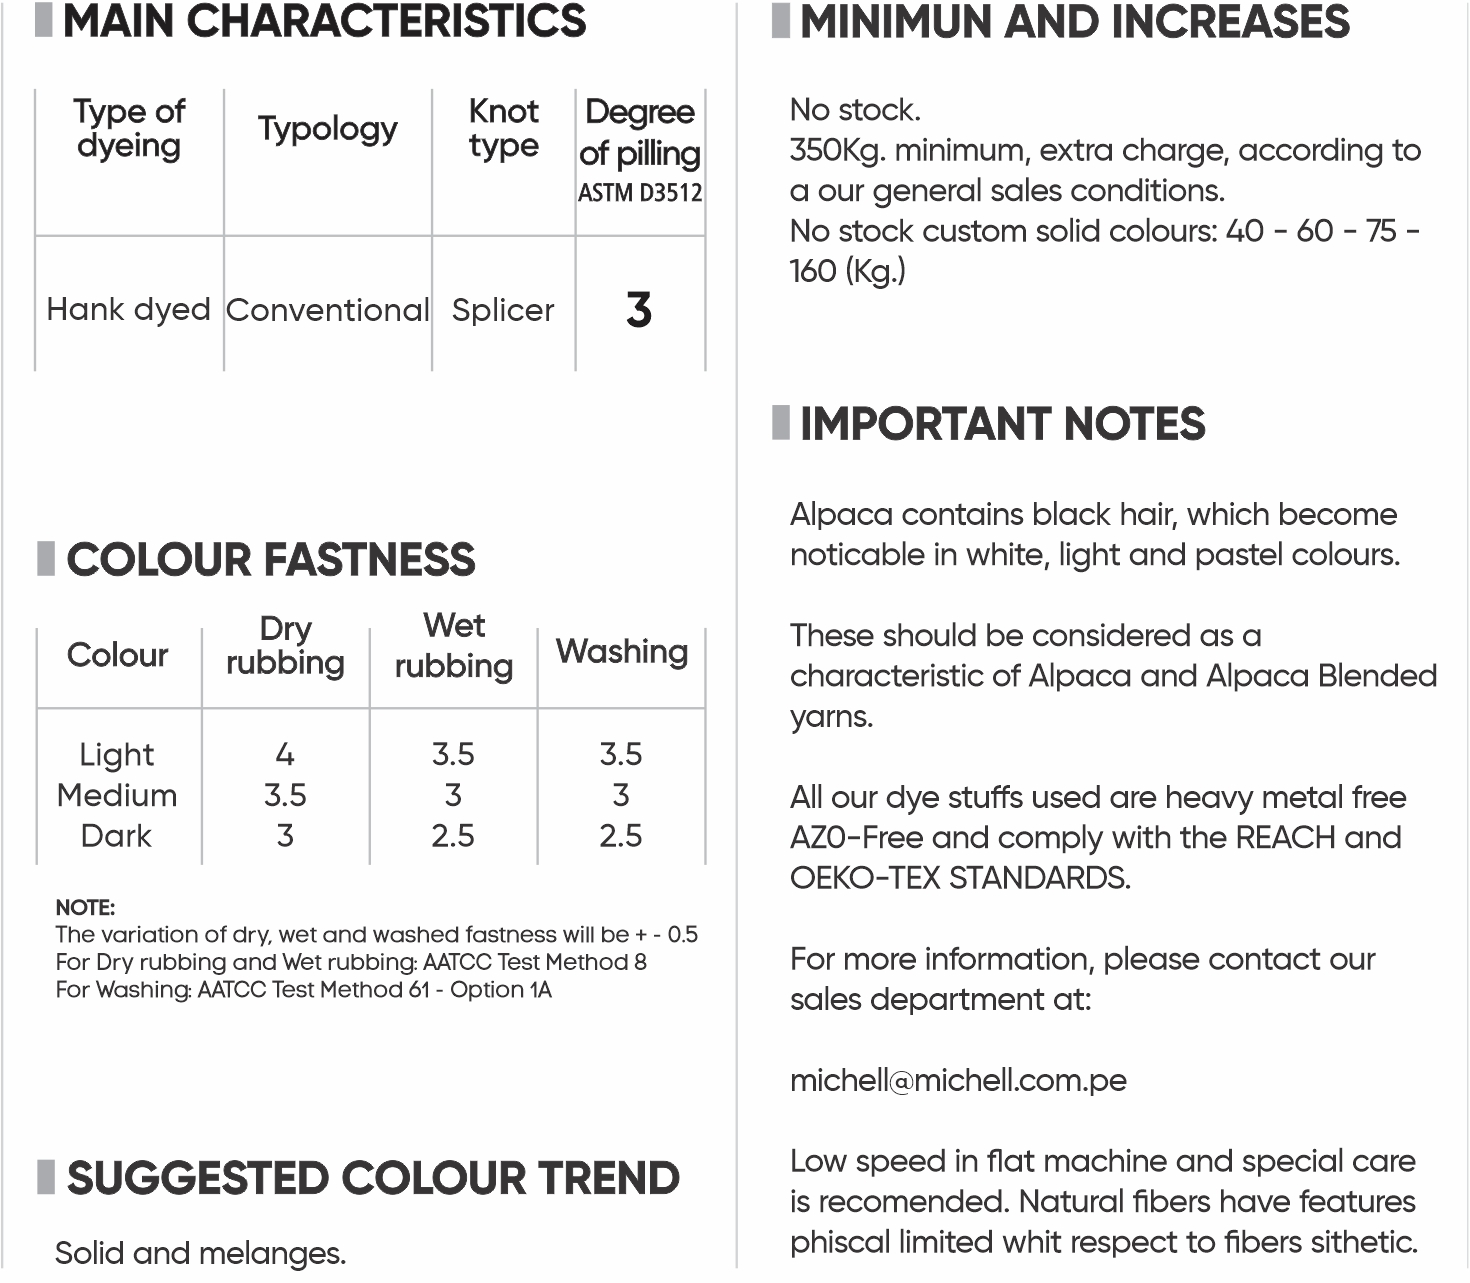 MAIN CHARACTERISTICS
Type of dyeing	Typology	Knot type	Degree of pilling ASTM D3512
Hank dyed	Conventional	Splicer	3
COLOUR FASTNESS
Colour	Dry rubbing	Wet rubbing	Washing
Light	4	3.5	3.5
Medium	3.5	3	3
Dark	3	2.5	2.5
NOTE:
The variation of dry, wet and washed fastness will be + - 0.5
For Dry rubbing and Wet rubbing: AATCC Test Method 8
For Washing: AATCC Test Method 61 - Option 1A
SUGGESTED COLOUR TREND
Solid and melanges.
MINIMUN AND INCREASES
No stock.
350Kg. minimum, extra charge, according to
a our general sales conditions.
No stock custom solid colours: 40 - 60 - 75 -
160 (Kg.)
IMPORTANT NOTES
Alpaca contains black hair, which become
noticable in white, light and pastel colours.
These should be considered as a
characteristic of Alpaca and Alpaca Blended
yarns.
All our dye stuffs used are heavy metal free
AZ0-Free and comply with the REACH and
OEKO-TEX STANDARDS.
For more information, please contact our
sales department at:
michell@michell.com.pe
Low speed in flat machine and special care
is recomended. Natural fibers have features
phiscal limited whit respect to fibers sithetic.